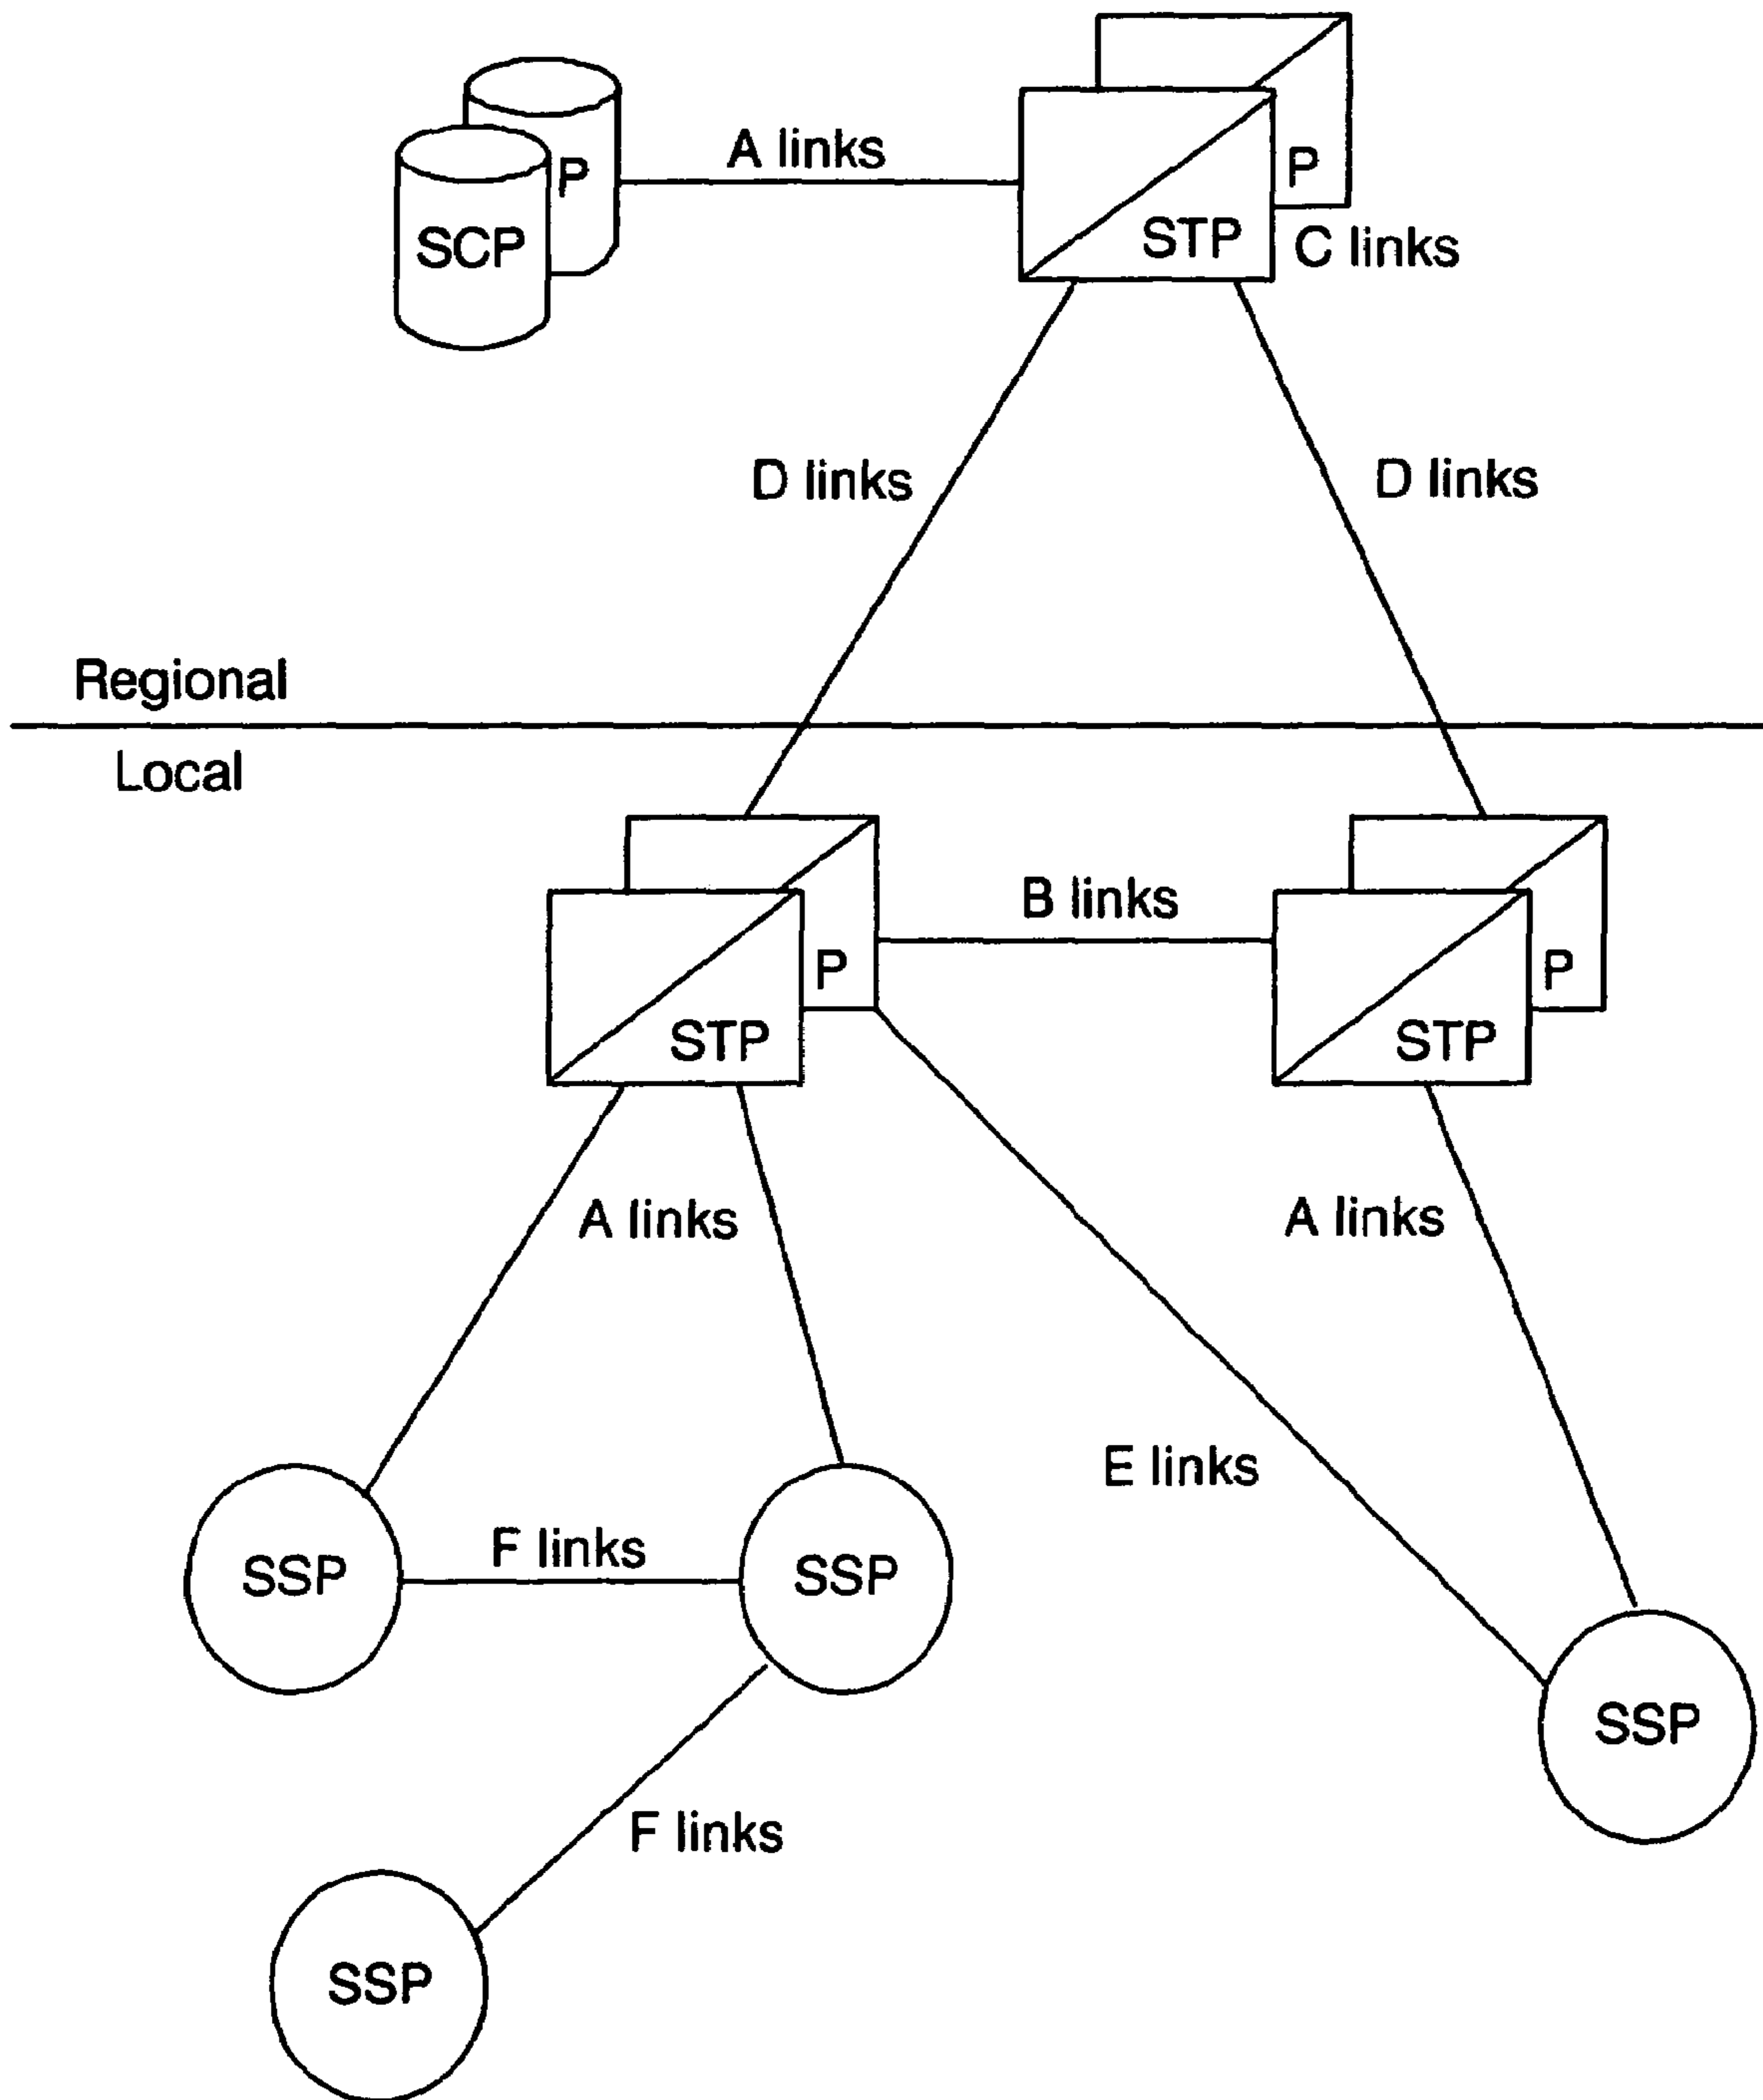 A links
P
P
SCP
STP
C links
D links
D links
Regional
Local
B links
P
P
STP
STP
A links
A links
E links
F links
SSP
SSP
SSP
F links
SSP